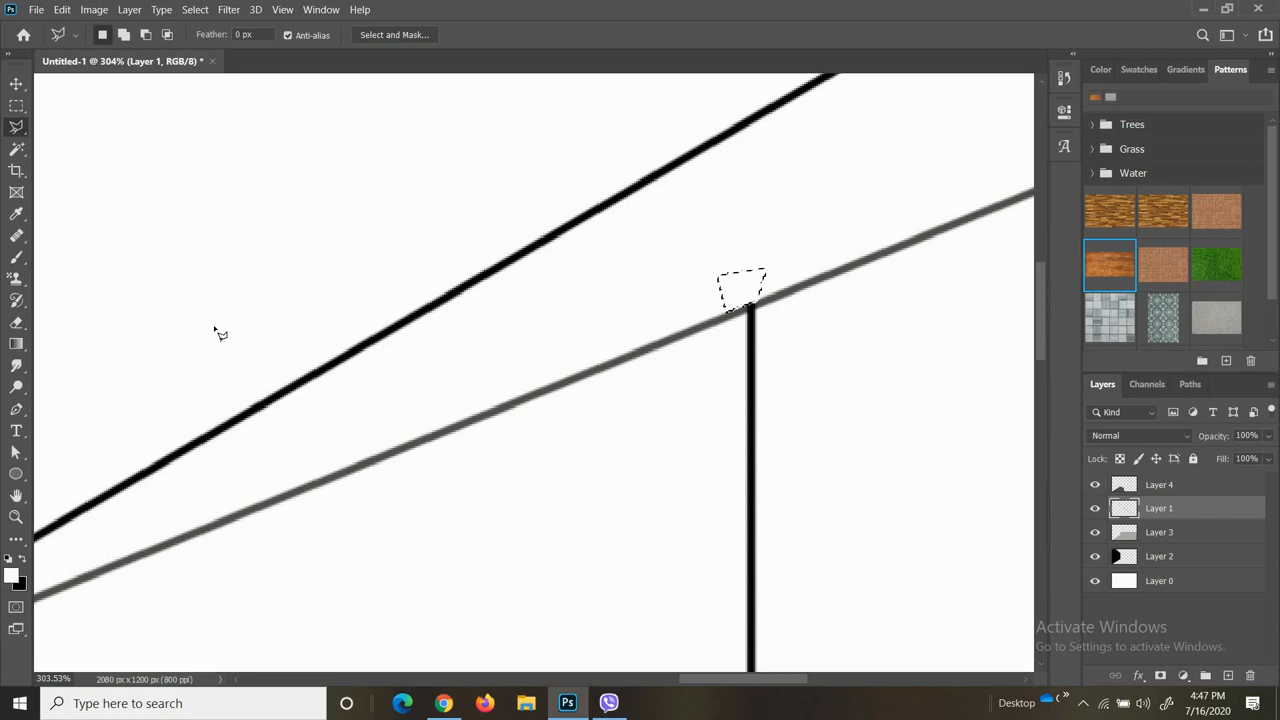 Ps File Edit Image Layer Type Select Filter 3D View Window Help
Feather: 0 px Anti-alias Select and Mask...
Untitled-1 @ 304% (Layer 1, RGB/8) *
Color Swatches Gradients Patterns
Trees
Grass
Water
Layers Channels Paths
Kind
Normal Opacity: 100%
Lock: Fill: 100%
Layer 4
Layer 1
Layer 3
Layer 2
Layer 0
Activate Windows
Go to Settings to activate Windows.
303.53% 2080 px x 1200 px (800 ppi)
Type here to search
Ps
Desktop
4:47 PM
7/16/2020